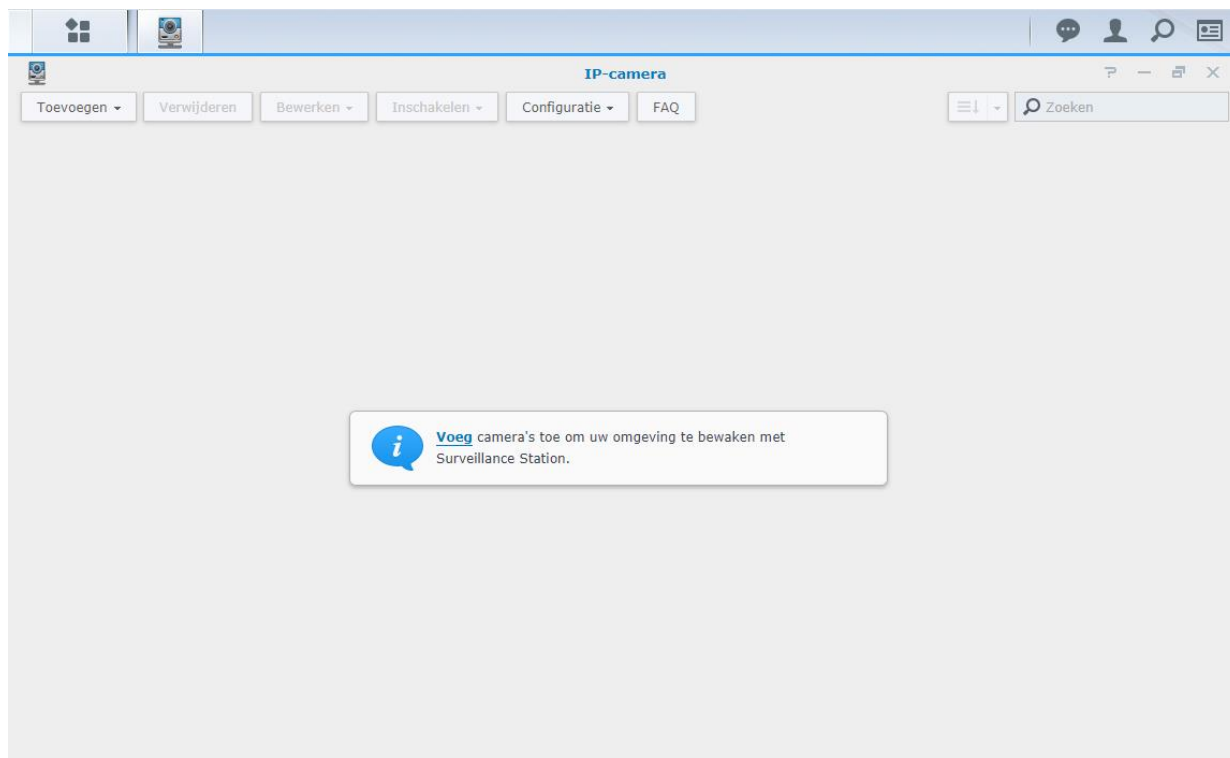 IP-camera
Toevoegen Verwijderen Bewerken Inschakelen Configuratie FAQ Zoeken
Voeg camera's toe om uw omgeving te bewaken met
Surveillance Station.